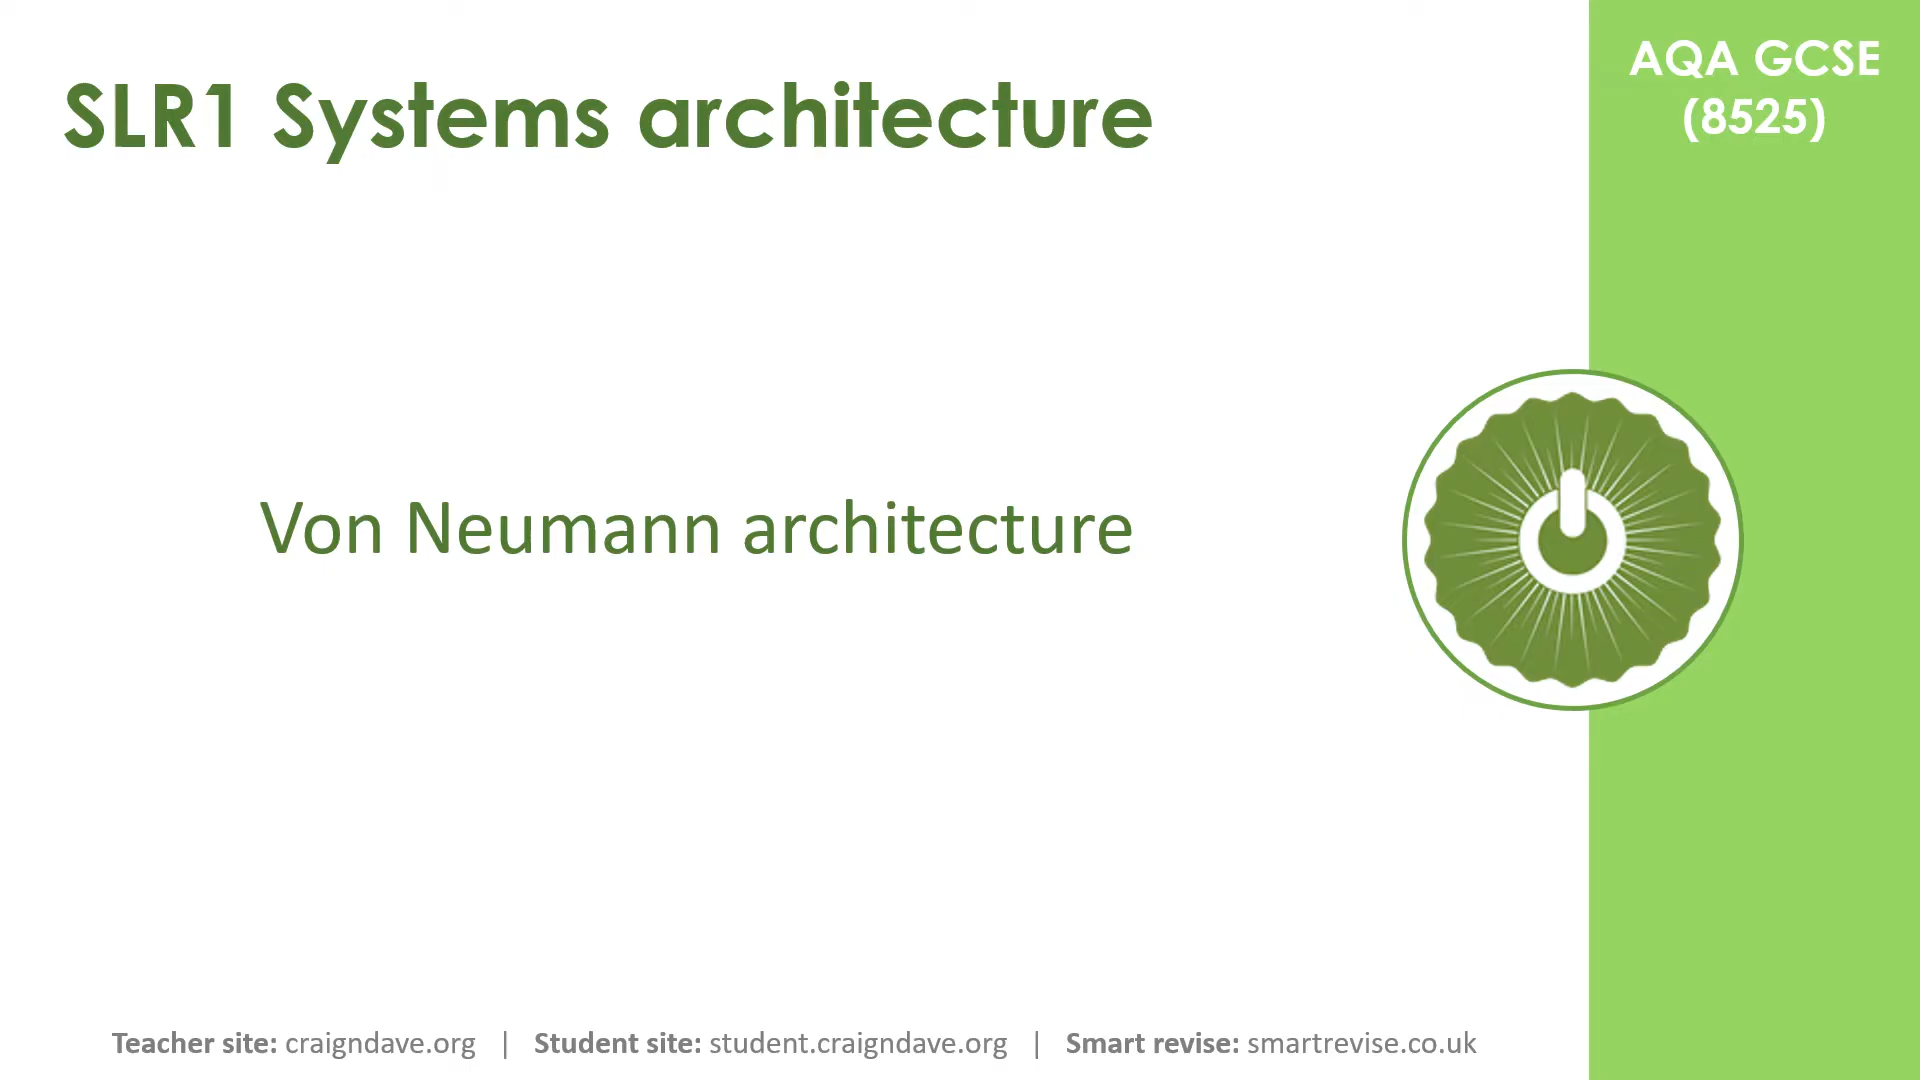 SLR1 Systems architecture
AQA GCSE
(8525)
Von Neumann architecture
Teacher site: craigndave.org | Student site: student.craigndave.org | Smart revise: smartrevise.co.uk